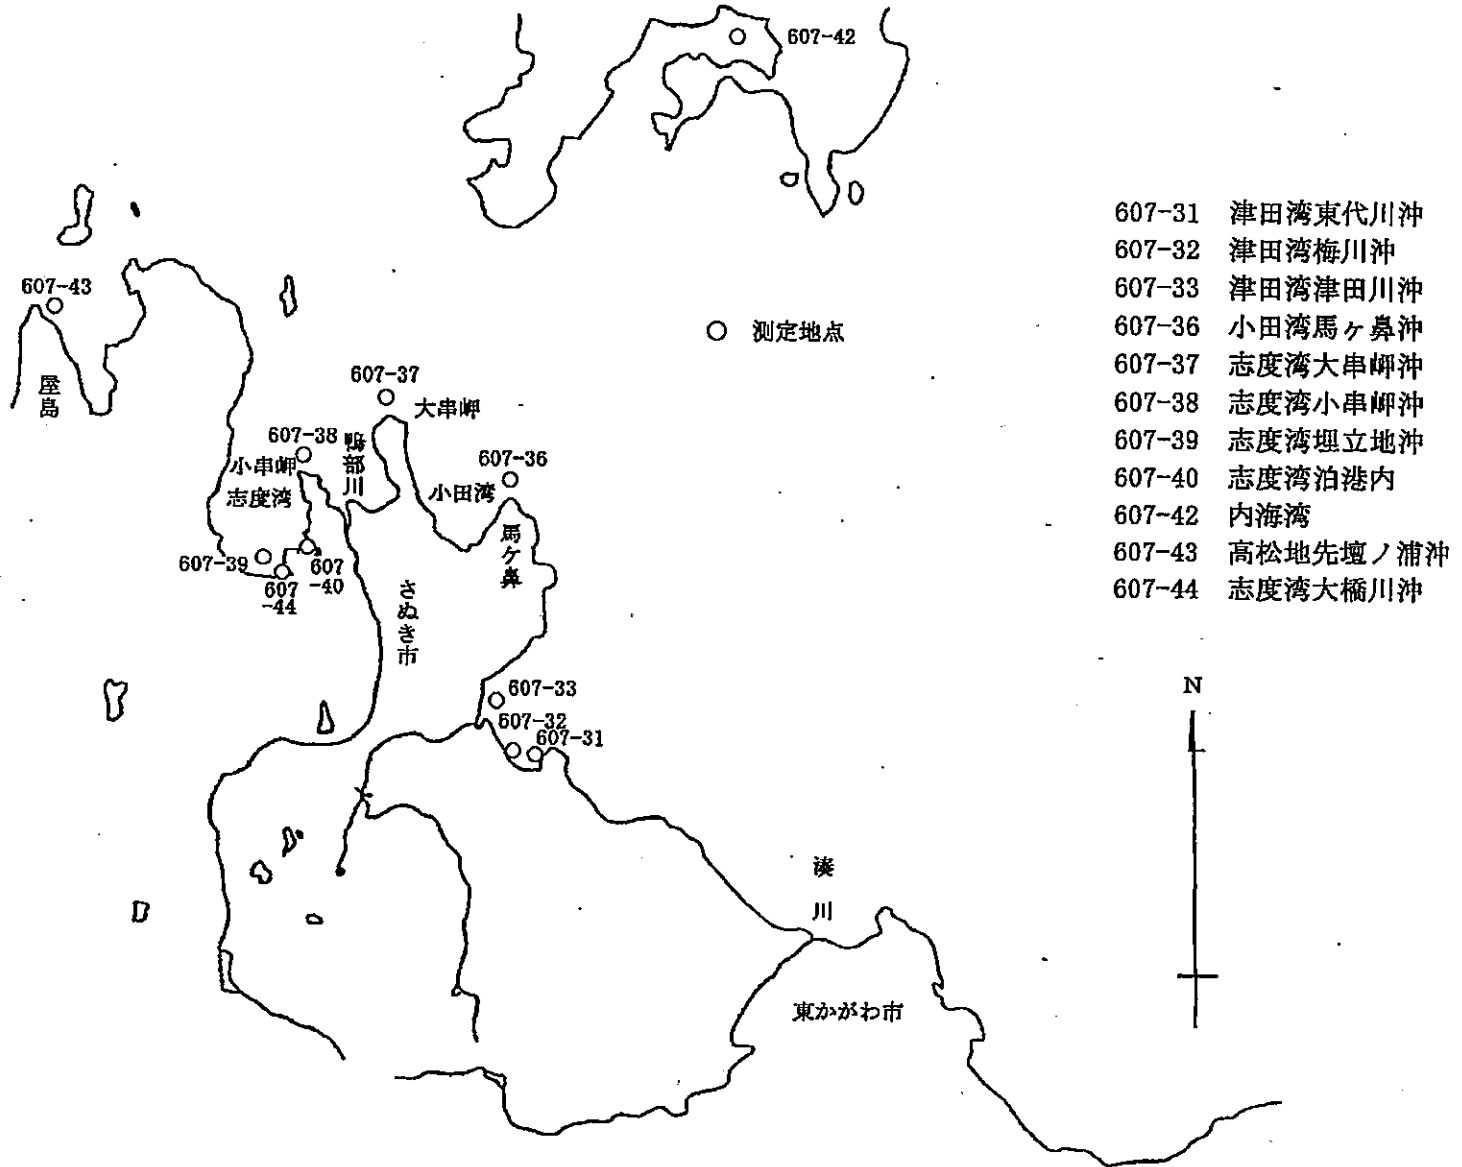 607-42
607-43
屋島
測定地点
607-37
大串岬
607-38
鴨部川
小串岬
志度湾
607-36
小田湾
馬ケ鼻
607-39
607-40
607-44
さぬき市
607-33
607-32
607-31
湊川
東かがわ市
607-31 津田湾東代川沖
607-32 津田湾梅川沖
607-33 津田湾津田川沖
607-36 小田湾馬ヶ鼻沖
607-37 志度湾大串岬沖
607-38 志度湾小串岬沖
607-39 志度湾埋立地沖
607-40 志度湾泊港内
607-42 内海湾
607-43 高松地先壇ノ浦沖
607-44 志度湾大橋川沖
N